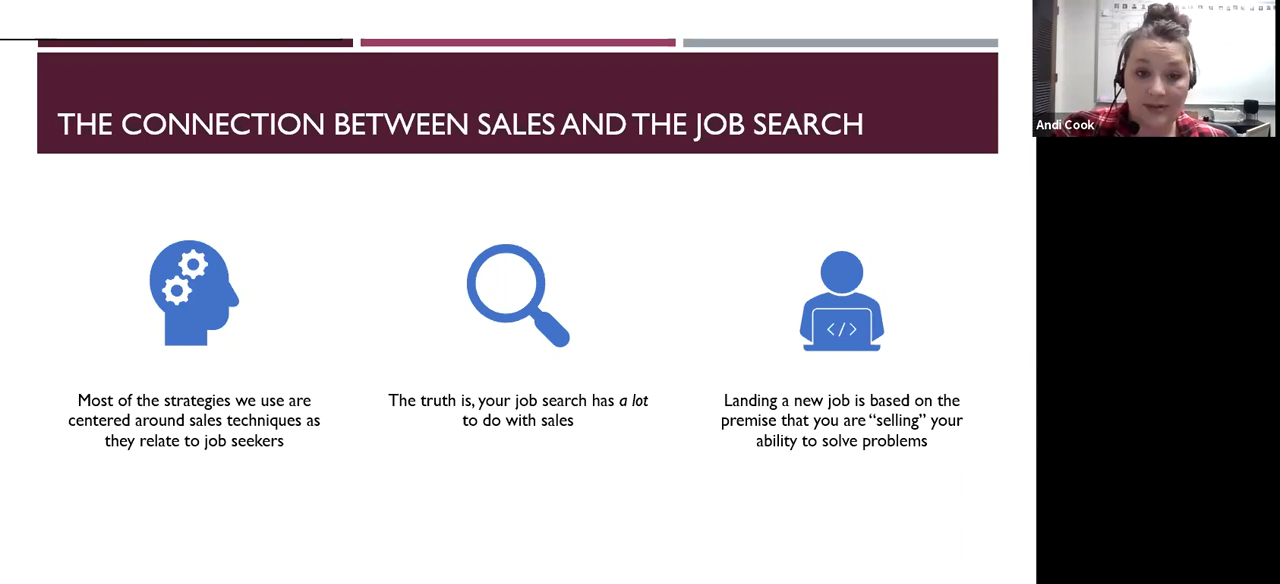 THE CONNECTION BETWEEN SALES AND THE JOB SEARCH
Andi Cook
</>
Most of the strategies we use are
centered around sales techniques as
they relate to job seekers
The truth is, your job search has a lot
to do with sales
Landing a new job is based on the
premise that you are “selling” your
ability to solve problems